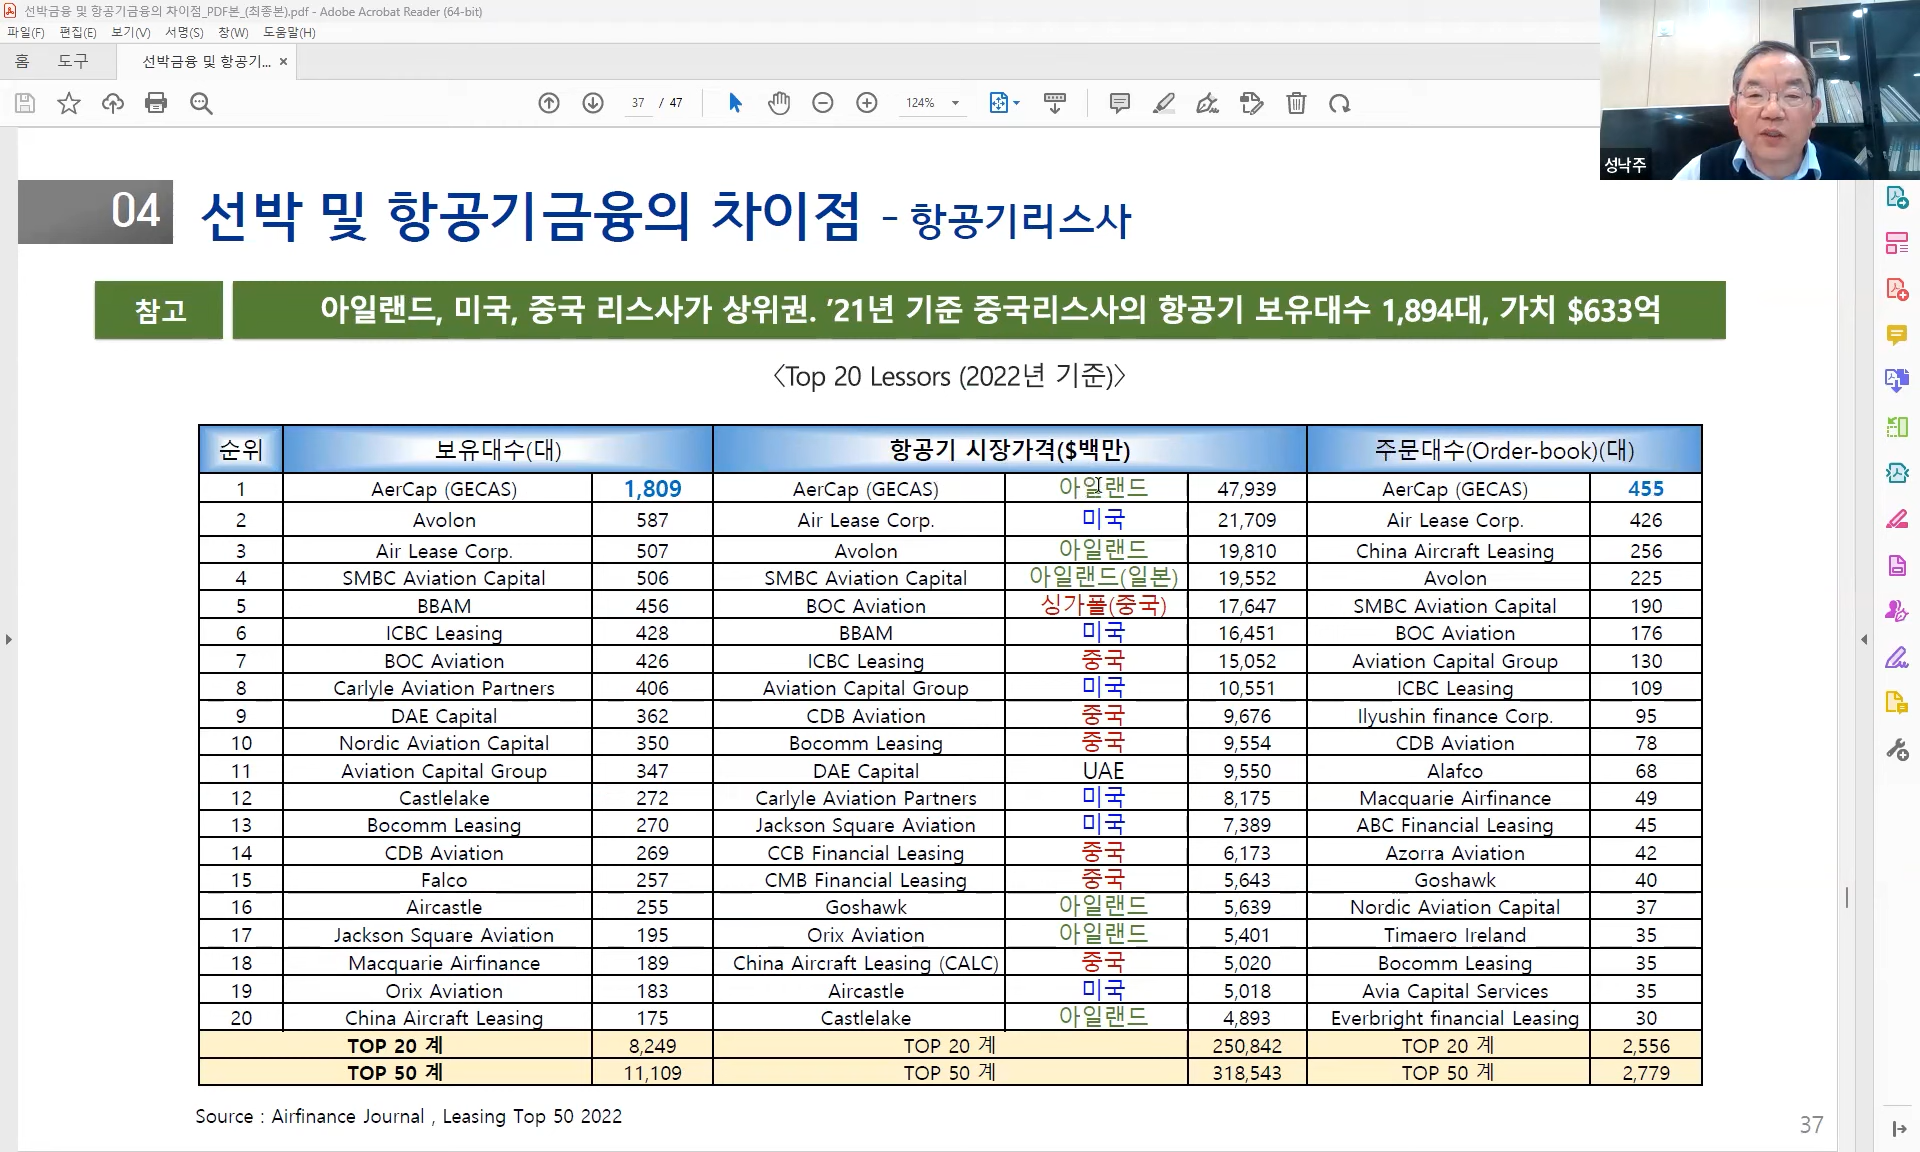 선박금융 및 항공기금융의 차이점_PDF본_(최종본).pdf - Adobe Acrobat Reader (64-bit)
파일(F) 편집(E) 보기(V) 서명(S) 창(W) 도움말(H)
홈 도구 선박금융 및 항공기... ×
37 / 47 124%
성낙주
04 선박 및 항공기금융의 차이점 - 항공기리스사
참고 아일랜드, 미국, 중국 리스사가 상위권. '21년 기준 중국리스사의 항공기 보유대수 1,894대, 가치 $633억
〈Top 20 Lessors (2022년 기준)〉
순위 보유대수(대) 항공기 시장가격($백만) 주문대수(Order-book)(대)
1 AerCap (GECAS) 1,809 AerCap (GECAS) 아일랜드 47,939 AerCap (GECAS) 455
2 Avolon 587 Air Lease Corp. 미국 21,709 Air Lease Corp. 426
3 Air Lease Corp. 507 Avolon 아일랜드 19,810 China Aircraft Leasing 256
4 SMBC Aviation Capital 506 SMBC Aviation Capital 아일랜드(일본) 19,552 Avolon 225
5 BBAM 456 BOC Aviation 싱가폴(중국) 17,647 SMBC Aviation Capital 190
6 ICBC Leasing 428 BBAM 미국 16,451 BOC Aviation 176
7 BOC Aviation 426 ICBC Leasing 중국 15,052 Aviation Capital Group 130
8 Carlyle Aviation Partners 406 Aviation Capital Group 미국 10,551 ICBC Leasing 109
9 DAE Capital 362 CDB Aviation 중국 9,676 Ilyushin finance Corp. 95
10 Nordic Aviation Capital 350 Bocomm Leasing 중국 9,554 CDB Aviation 78
11 Aviation Capital Group 347 DAE Capital UAE 9,550 Alafco 68
12 Castlelake 272 Carlyle Aviation Partners 미국 8,175 Macquarie Airfinance 49
13 Bocomm Leasing 270 Jackson Square Aviation 미국 7,389 ABC Financial Leasing 45
14 CDB Aviation 269 CCB Financial Leasing 중국 6,173 Azorra Aviation 42
15 Falco 257 CMB Financial Leasing 중국 5,643 Goshawk 40
16 Aircastle 255 Goshawk 아일랜드 5,639 Nordic Aviation Capital 37
17 Jackson Square Aviation 195 Orix Aviation 아일랜드 5,401 Timaero Ireland 35
18 Macquarie Airfinance 189 China Aircraft Leasing (CALC) 중국 5,020 Bocomm Leasing 35
19 Orix Aviation 183 Aircastle 미국 5,018 Avia Capital Services 35
20 China Aircraft Leasing 175 Castlelake 아일랜드 4,893 Everbright financial Leasing 30
TOP 20 계 8,249 TOP 20 계 250,842 TOP 20 계 2,556
TOP 50 계 11,109 TOP 50 계 318,543 TOP 50 계 2,779
Source : Airfinance Journal , Leasing Top 50 2022
37